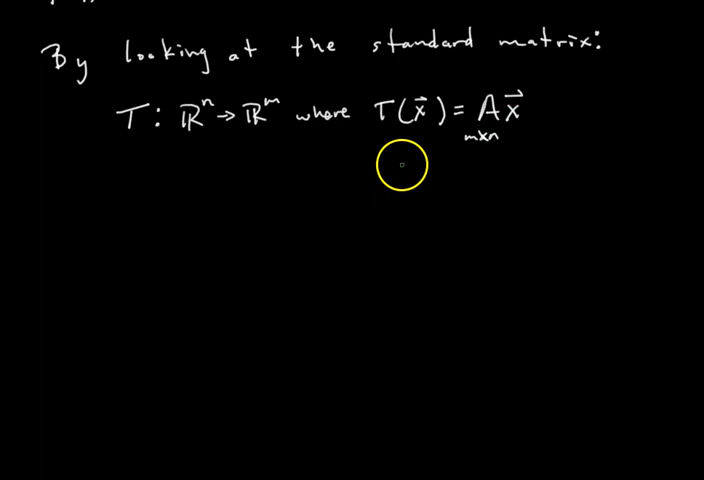 By looking at the standard matrix:
T: ℝⁿ → ℝᵐ where T(x⃗) = A x⃗
m×n